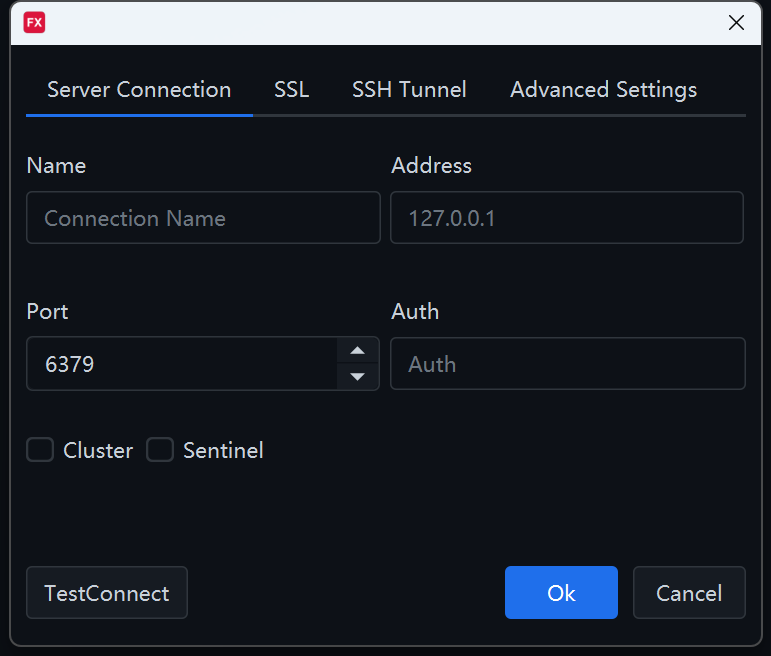 FX
Server Connection SSL SSH Tunnel Advanced Settings
Name Address
Connection Name 127.0.0.1
Port Auth
6379 Auth
Cluster Sentinel
TestConnect Ok Cancel